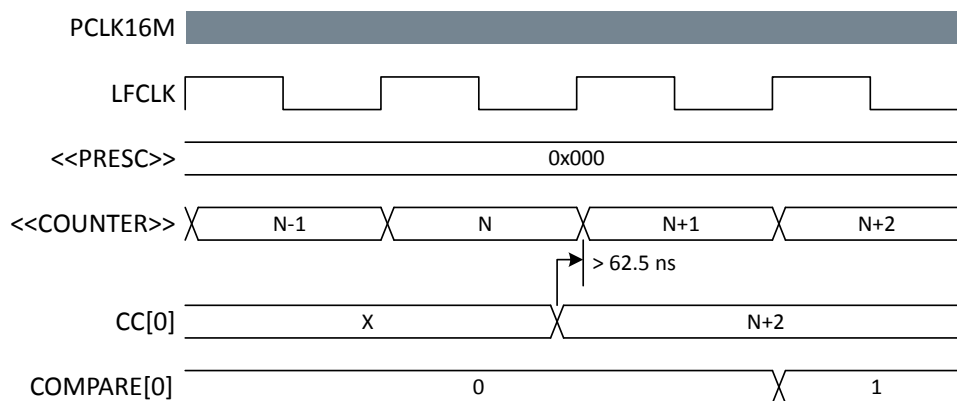 PCLK16M
LFCLK
<<PRESC>> 0x000
<<COUNTER>> N-1 N N+1 N+2
> 62.5 ns
CC[0] X N+2
COMPARE[0] 0 1